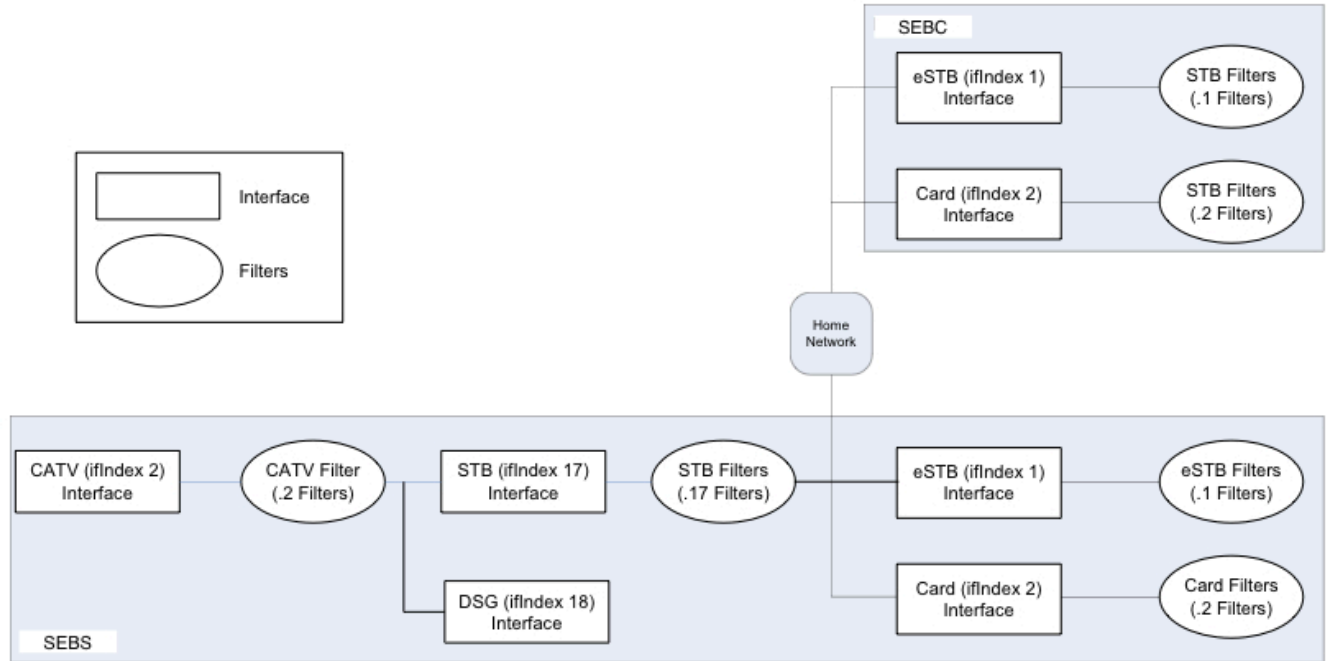 SEBC
eSTB (ifIndex 1)
Interface
STB Filters
(.1 Filters)
Card (ifIndex 2)
Interface
STB Filters
(.2 Filters)
Interface
Filters
Home
Network
CATV (ifIndex 2)
Interface
CATV Filter
(.2 Filters)
STB (ifIndex 17)
Interface
STB Filters
(.17 Filters)
eSTB (ifIndex 1)
Interface
eSTB Filters
(.1 Filters)
DSG (ifIndex 18)
Interface
Card (ifIndex 2)
Interface
Card Filters
(.2 Filters)
SEBS